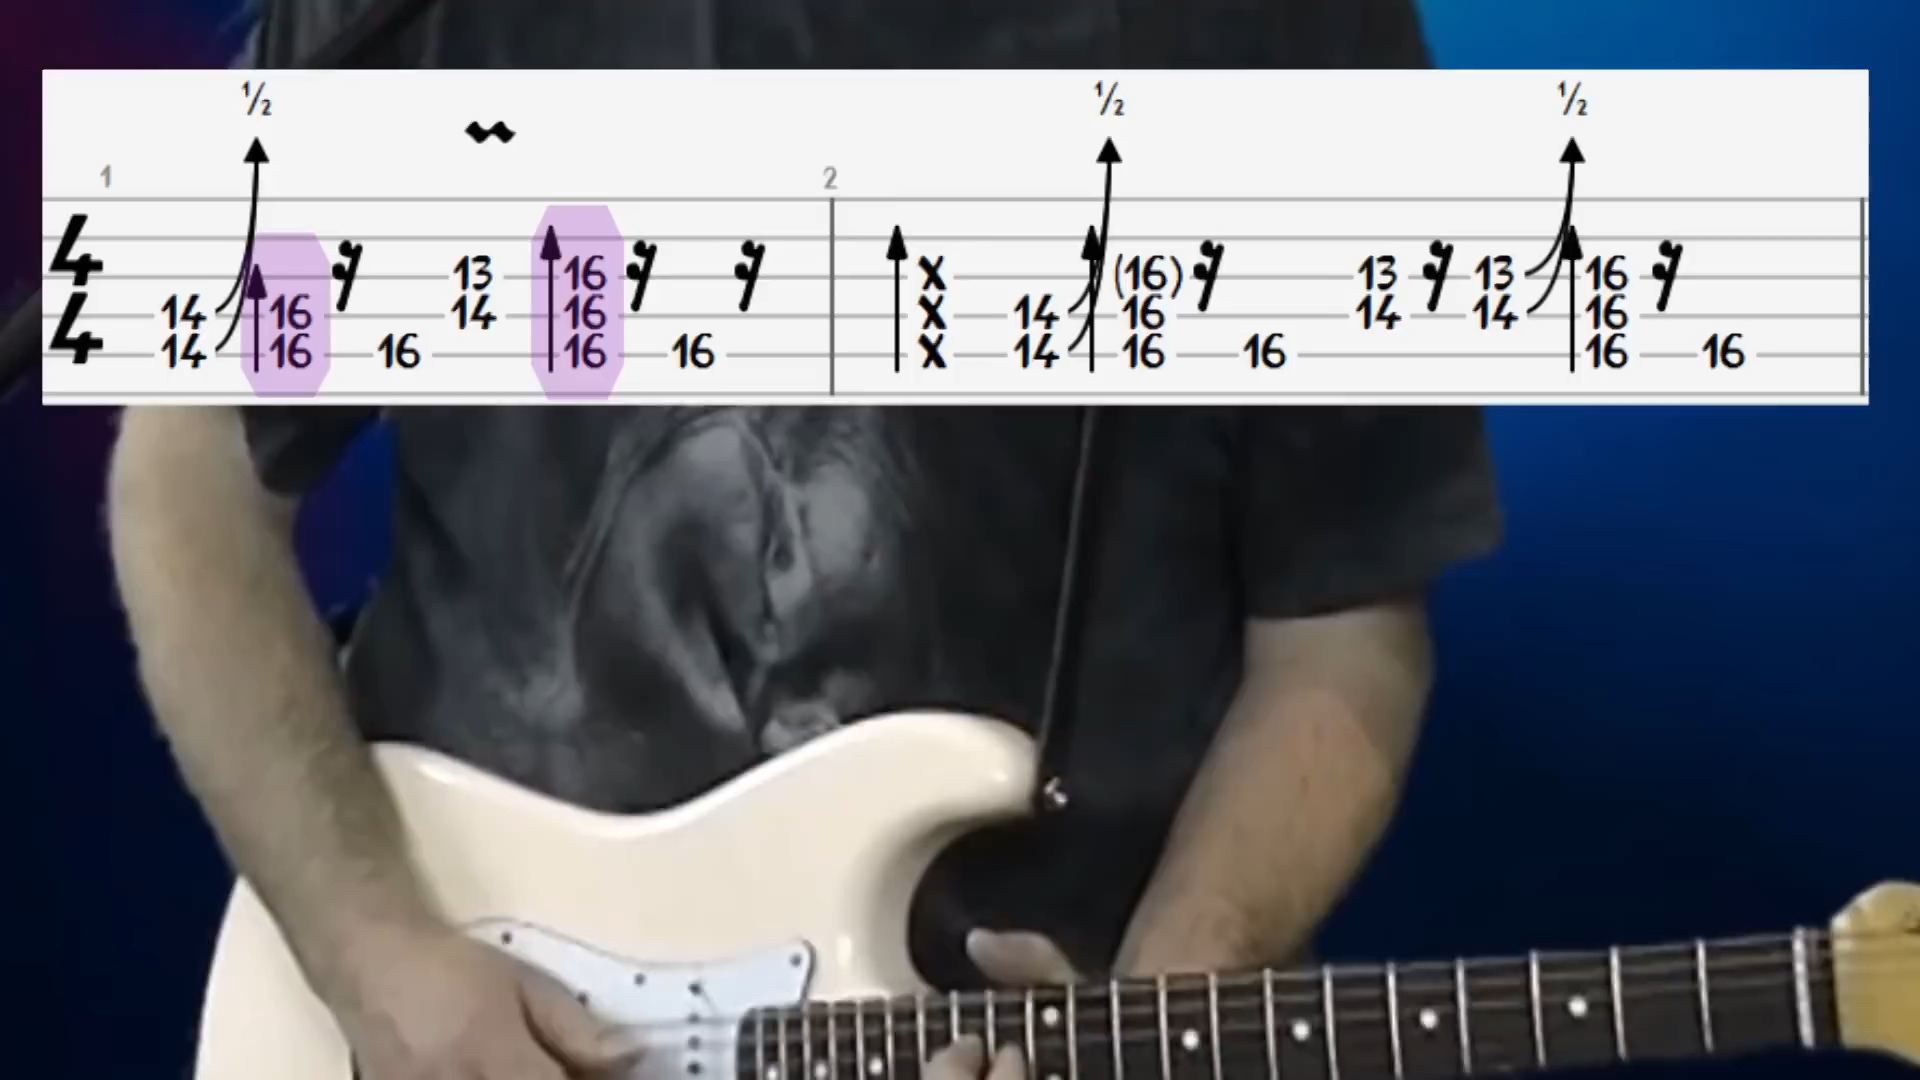 ½ ½ ½
1 2
4 13 16 X (16) 13 13 16
4 14 16 14 16 X 14 16 14 14 16
14 16 16 16 16 X 14 16 16 16 16